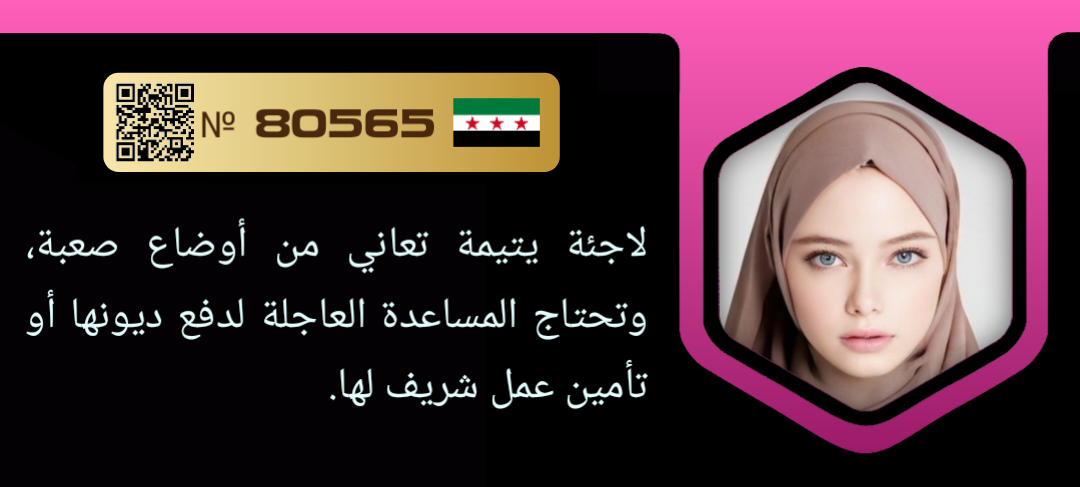 № 80565
لاجئة يتيمة تعاني من أوضاع صعبة،
وتحتاج المساعدة العاجلة لدفع ديونها أو
تأمين عمل شريف لها.